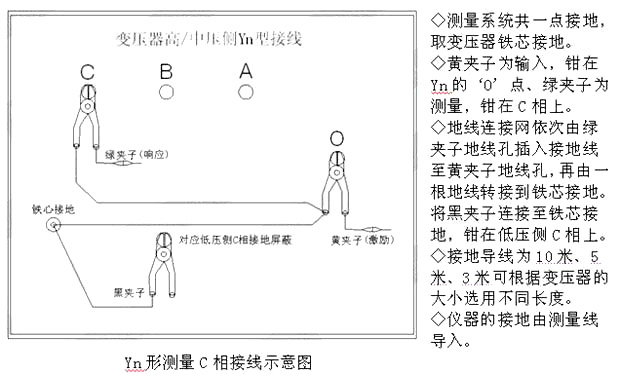 变压器高/中压侧Yn型接线
C B A
绿夹子(响应)
O
铁心接地
对应低压侧C相接地屏蔽
黄夹子(激励)
黑夹子
Yn形测量C相接线示意图
◇测量系统共一点接地，
取变压器铁芯接地。
◇黄夹子为输入，钳在
Yn的‘O’点、绿夹子为
测量，钳在C相上。
◇地线连接网依次由绿
夹子地线孔插入接地线
至黄夹子地线孔,再由一
根地线转接到铁芯接地。
将黑夹子连接至铁芯接
地，钳在低压侧C相上。
◇接地导线为10米、5
米、3米可根据变压器的
大小选用不同长度。
◇仪器的接地由测量线
导入。